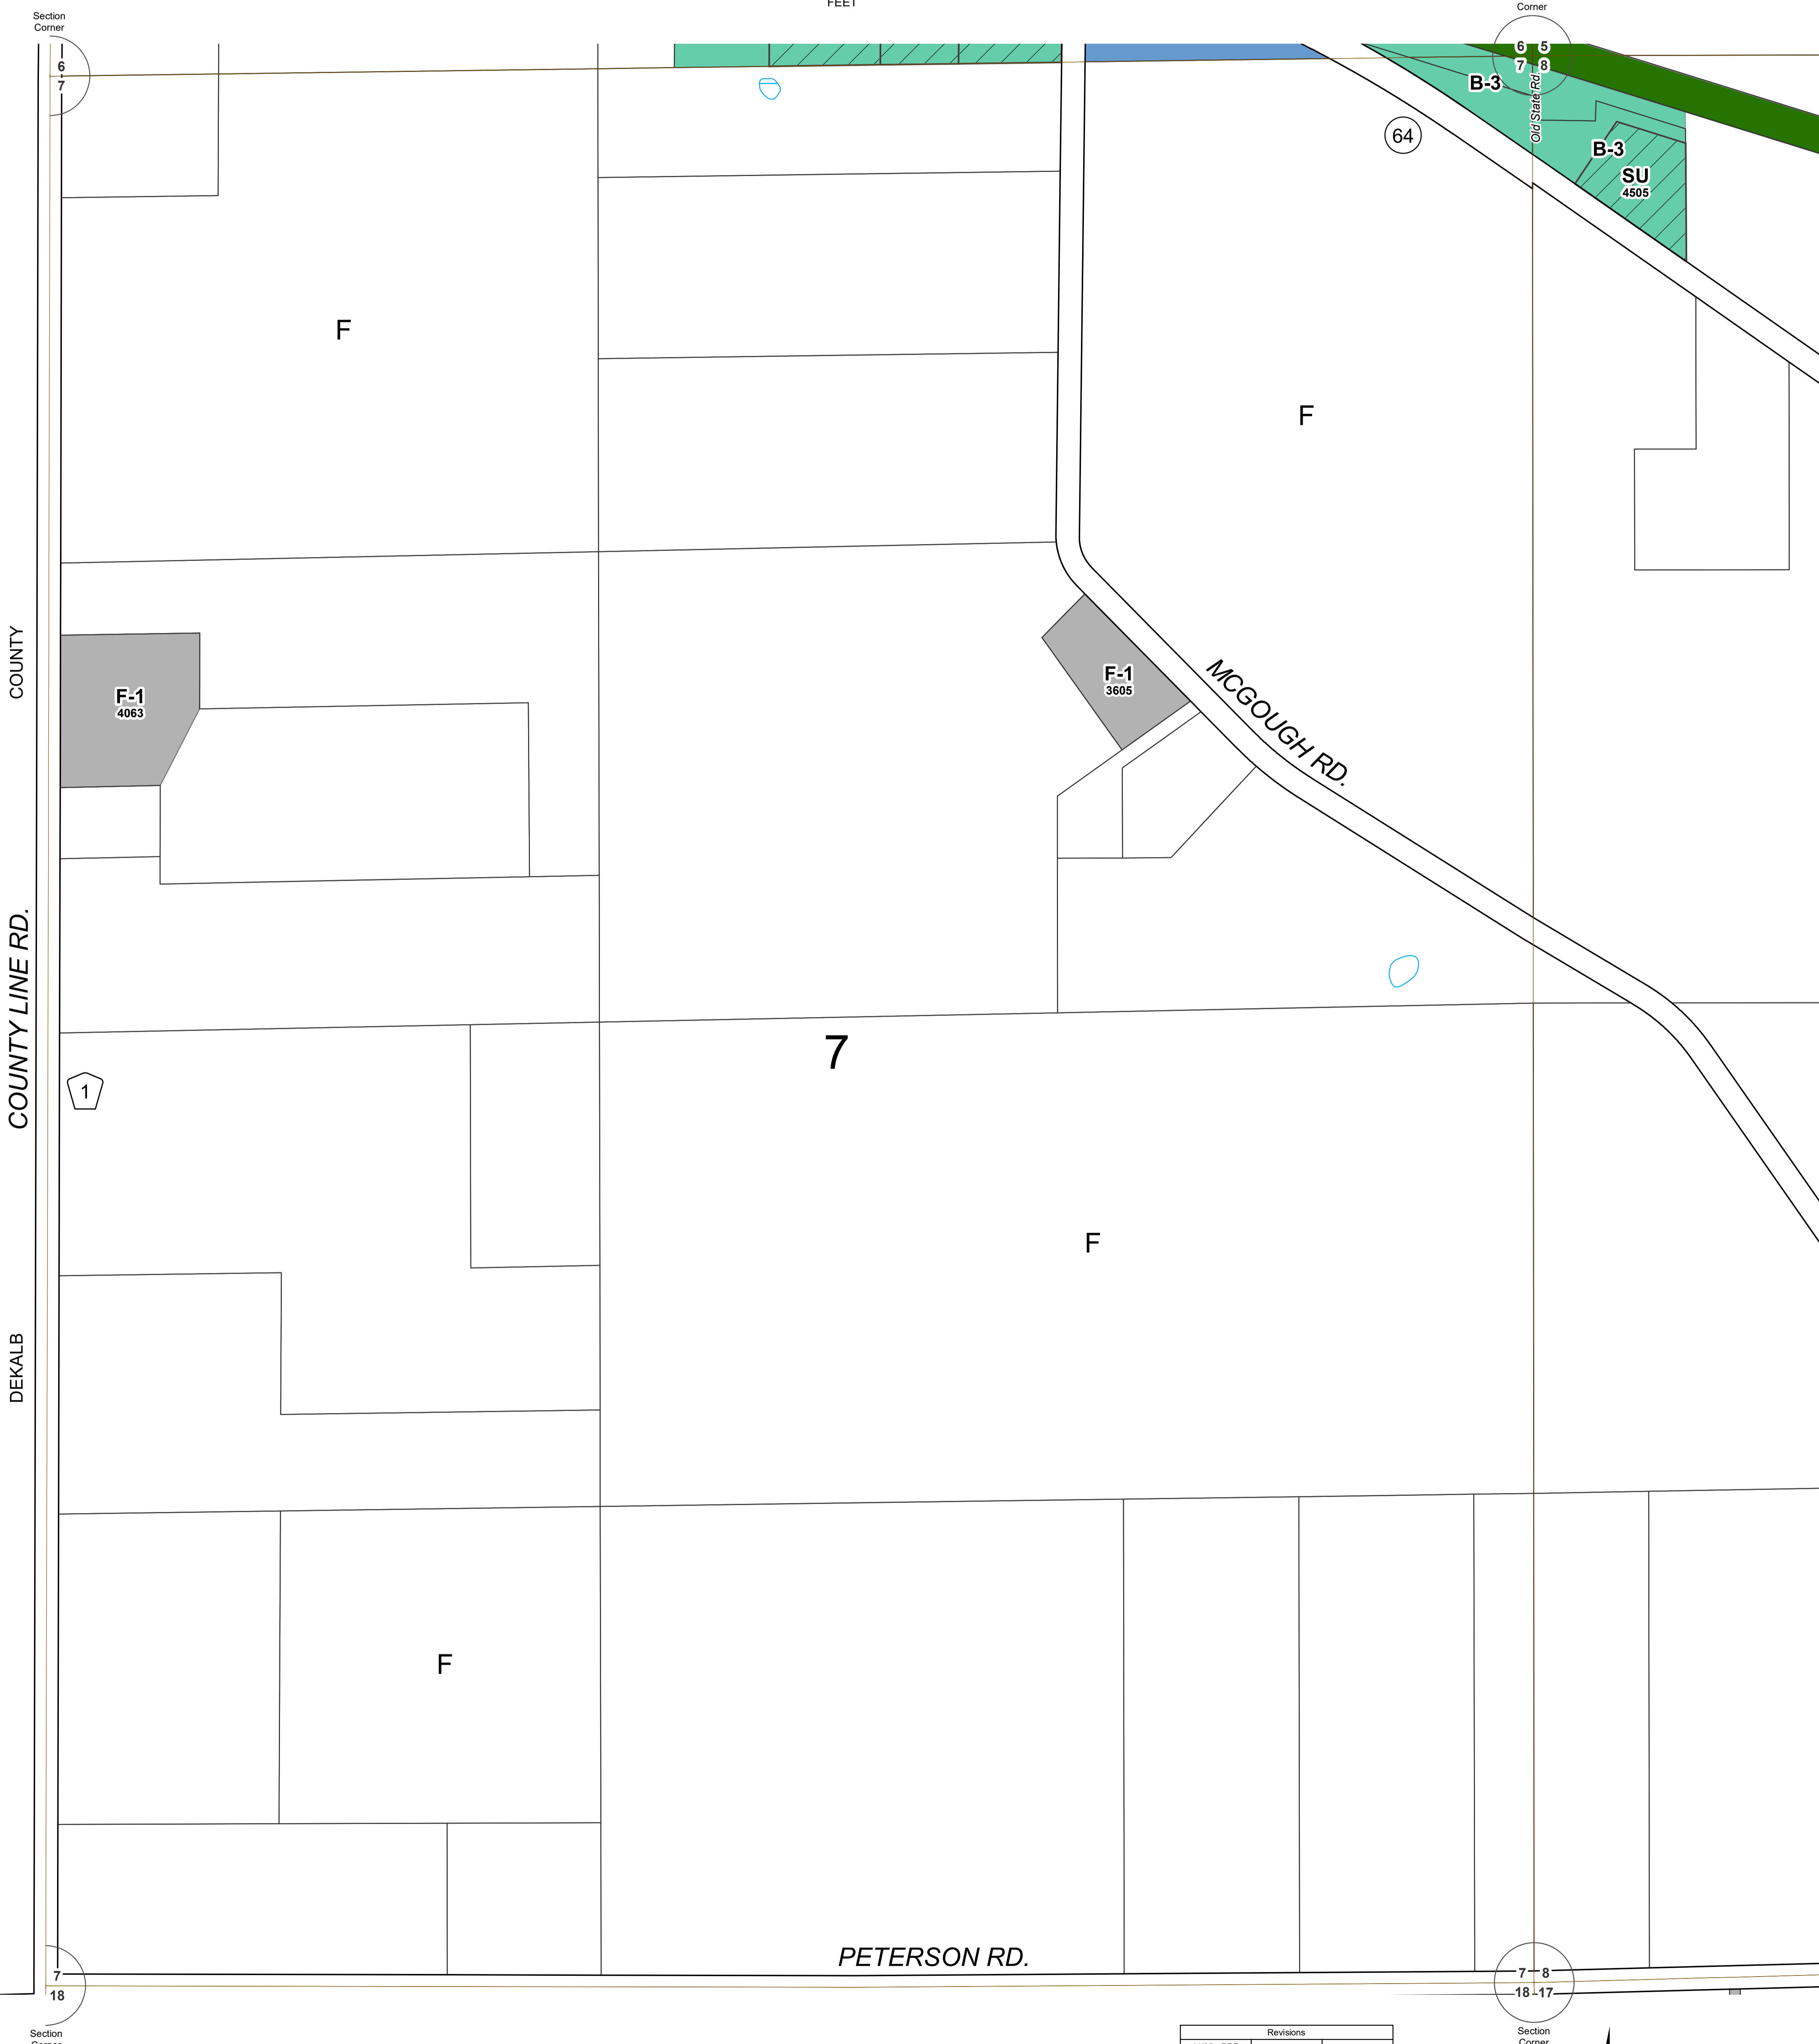 FEET
Section
Corner
Corner
6
7
6 5
7 8
B-3
Old State Rd.
64
B-3
SU
4505
F
F
COUNTY
F-1
4063
F-1
3605
MCGOUGH RD.
COUNTY LINE RD.
7
1
F
DEKALB
F
PETERSON RD.
7
18
7 8
18 17
Section
Corner
Revisions
Section
Corner